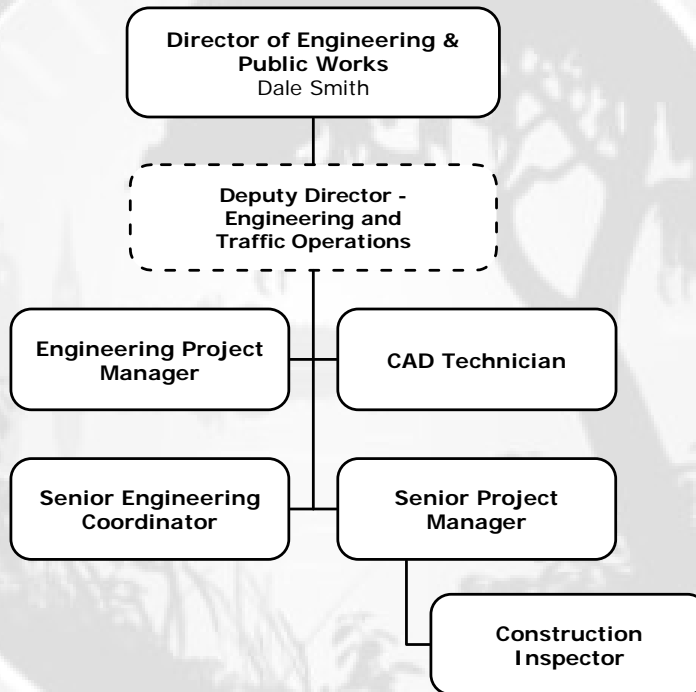 Director of Engineering &
Public Works
Dale Smith
Deputy Director -
Engineering and
Traffic Operations
Engineering Project
Manager
CAD Technician
Senior Engineering
Coordinator
Senior Project
Manager
Construction
Inspector